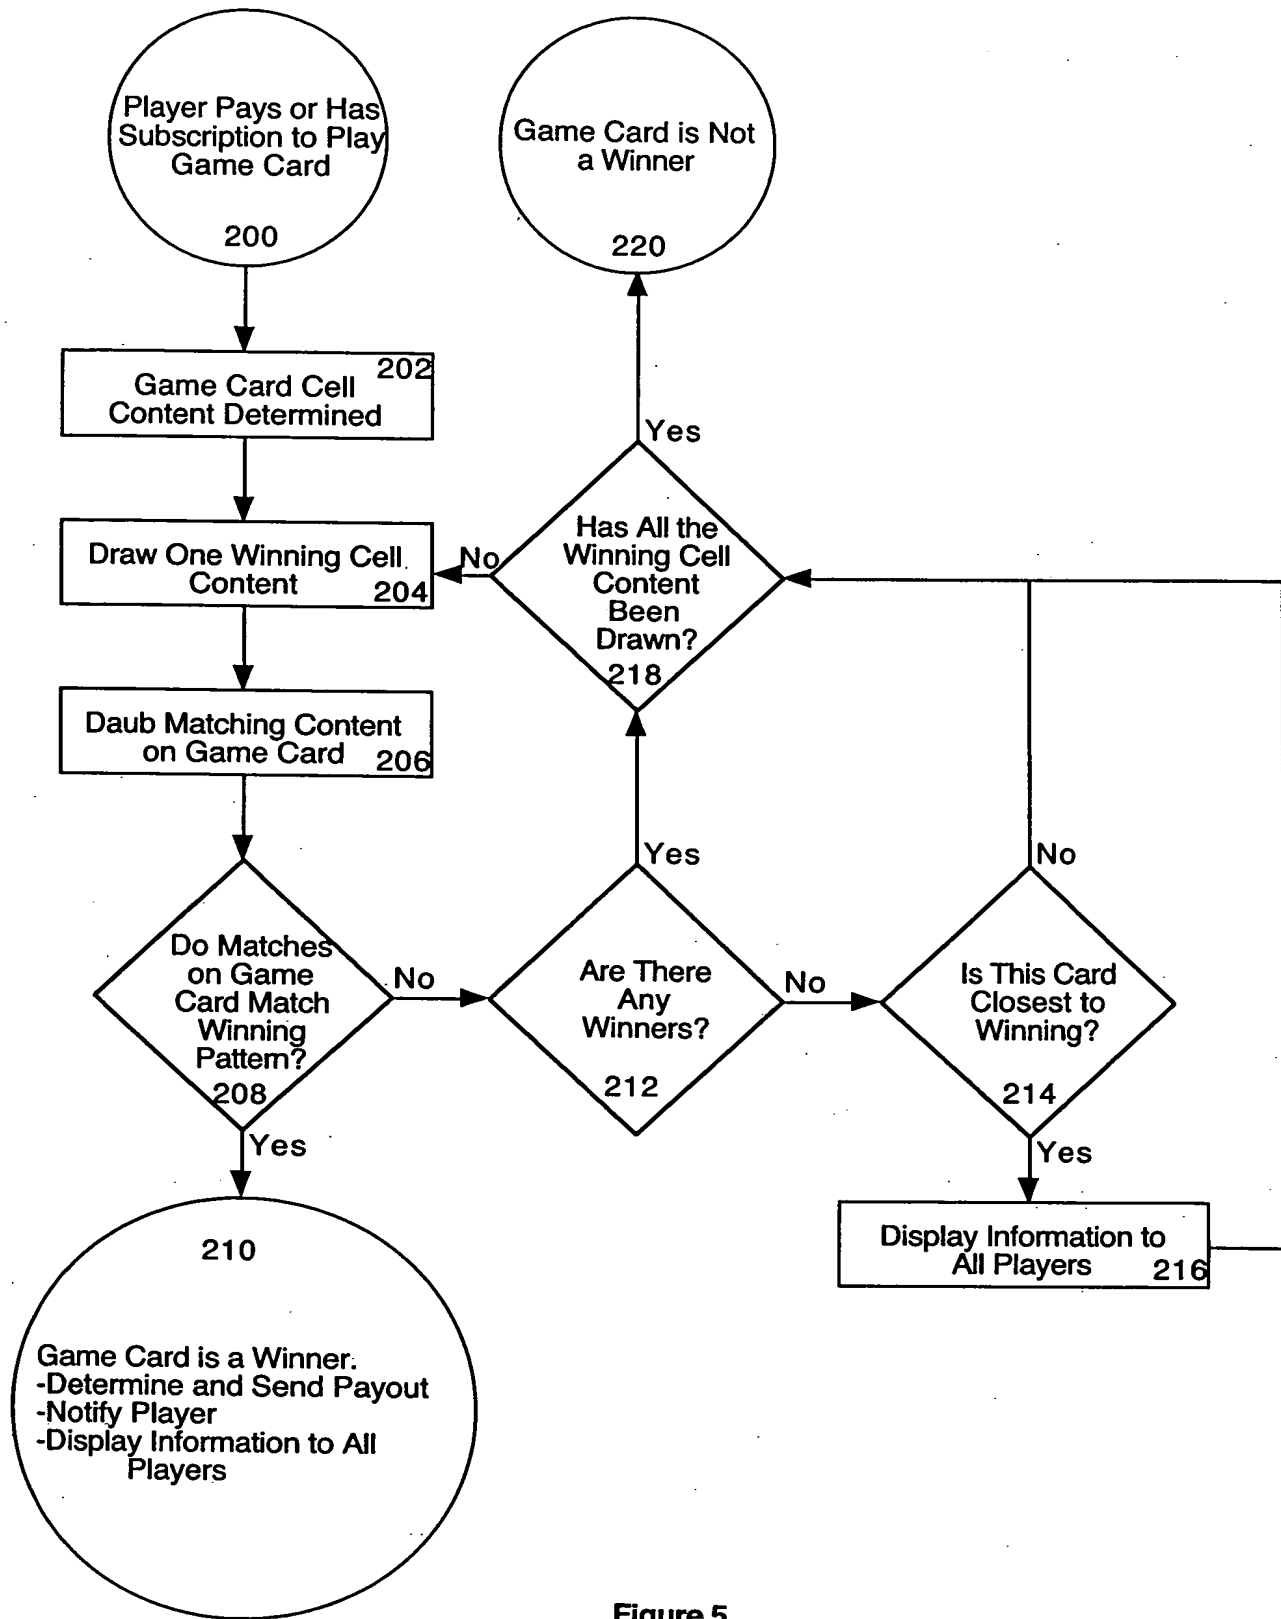 Player Pays or Has
Subscription to Play
Game Card
200
Game Card is Not
a Winner
220
202
Game Card Cell
Content Determined
Draw One Winning Cell
Content
204
No
Yes
Has All the
Winning Cell
Content
Been
Drawn?
218
Daub Matching Content
on Game Card
206
Do Matches
on Game
Card Match
Winning
Pattern?
208
No
Yes
Yes
Are There
Any
Winners?
212
No
No
Is This Card
Closest to
Winning?
214
Yes
Display Information to
All Players
216
210
Game Card is a Winner.
-Determine and Send Payout
-Notify Player
-Display Information to All
Players
Figure 5